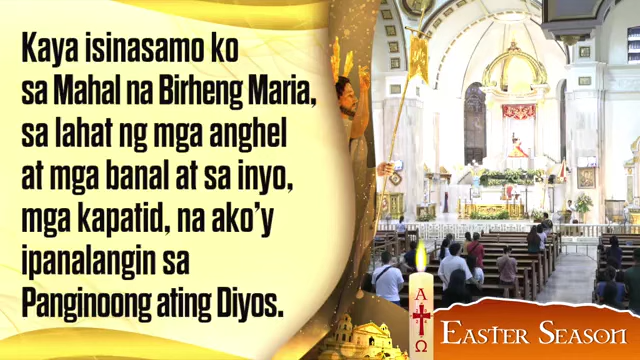 Kaya isinasamo ko
sa Mahal na Birheng Maria,
sa lahat ng mga anghel
at mga banal at sa inyo,
mga kapatid, na ako'y
ipanalangin sa
Panginoong ating Diyos.
Α
Ω
EASTER SEASON